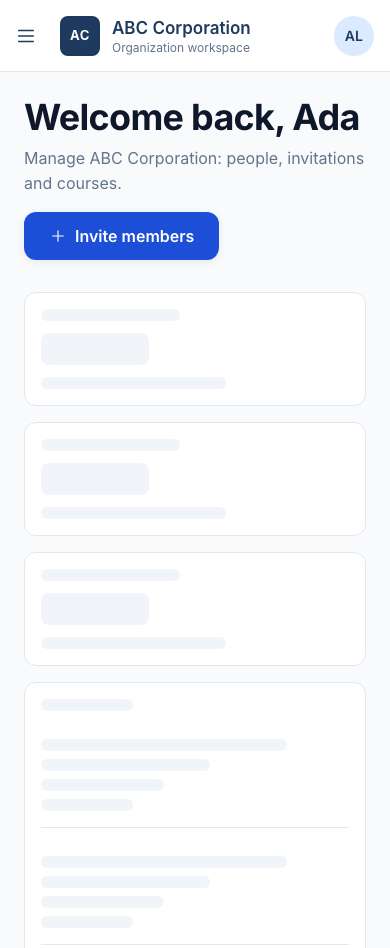 AC
ABC Corporation
Organization workspace
AL
Welcome back, Ada
Manage ABC Corporation: people, invitations
and courses.
Invite members